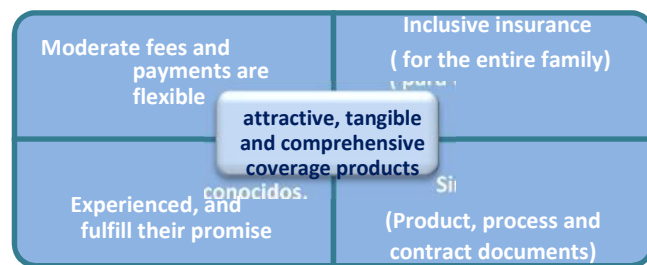 Moderate fees and
payments are
flexible
Inclusive insurance
( for the entire family)
( para
attractive, tangible
and comprehensive
coverage products
conocidos.
Experienced, and
fulfill their promise
(Product, process and
contract documents)